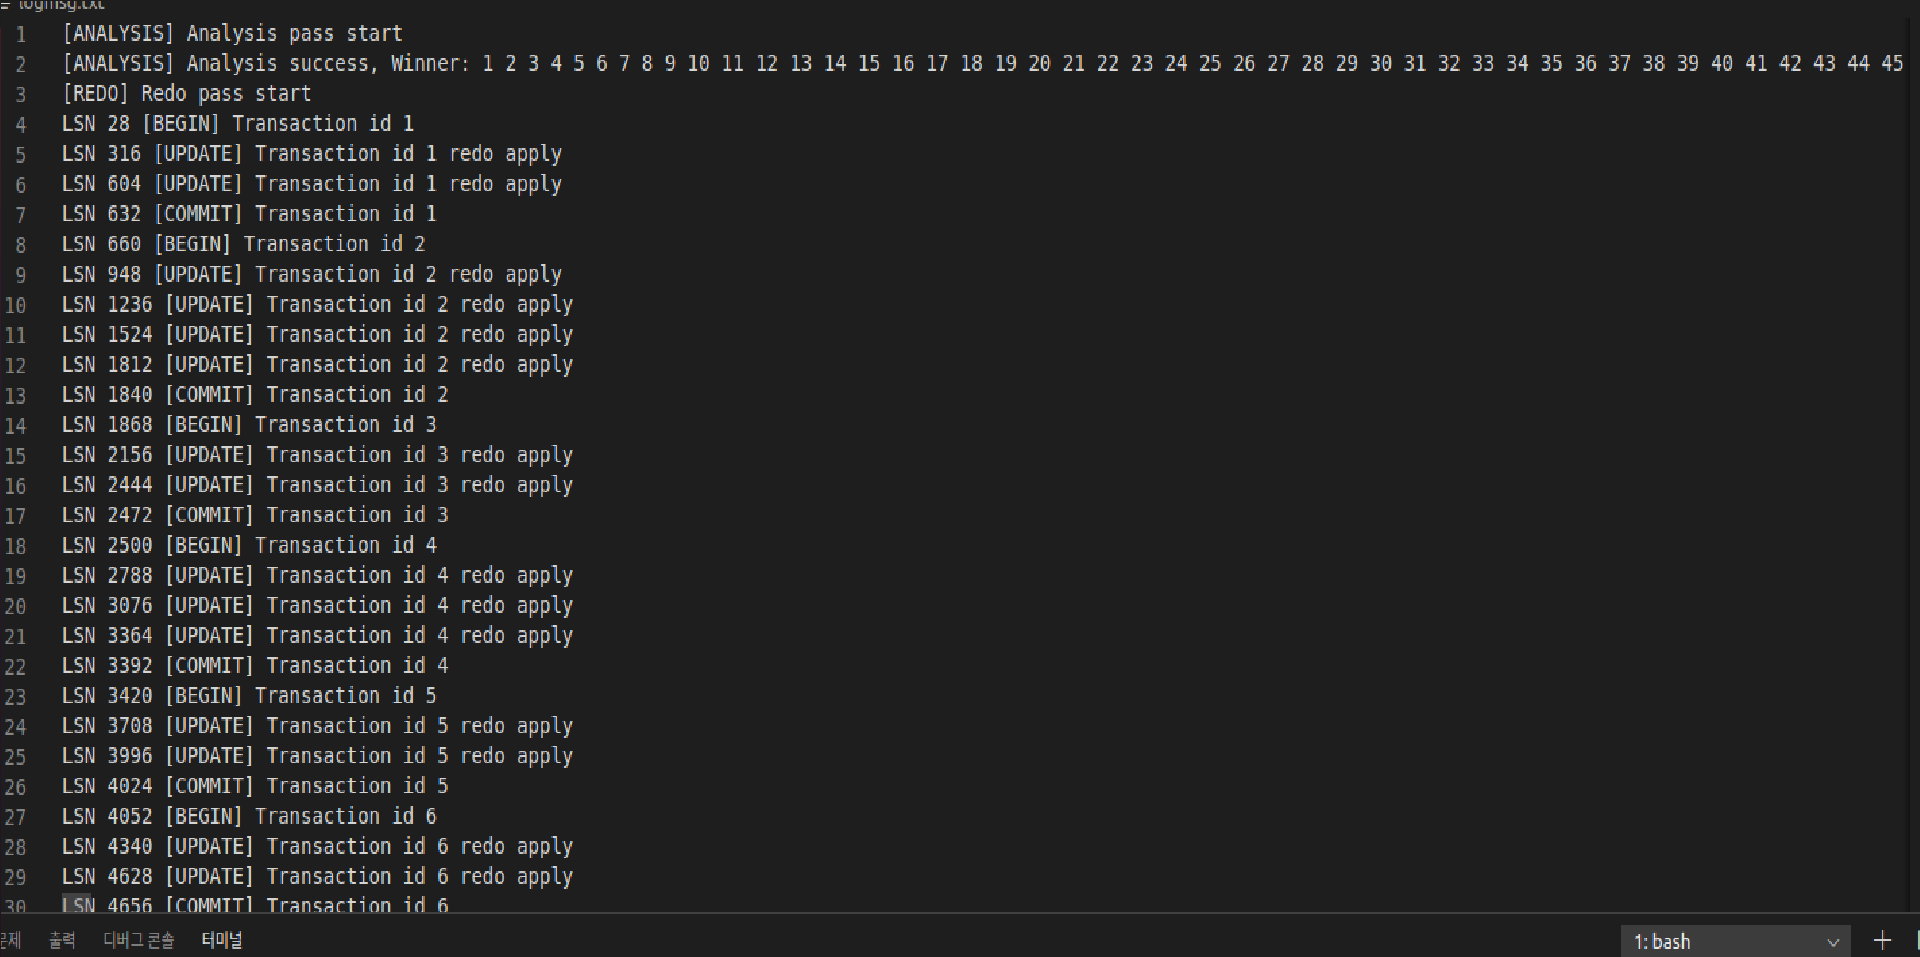 logmsg.txt
1 [ANALYSIS] Analysis pass start
2 [ANALYSIS] Analysis success, Winner: 1 2 3 4 5 6 7 8 9 10 11 12 13 14 15 16 17 18 19 20 21 22 23 24 25 26 27 28 29 30 31 32 33 34 35 36 37 38 39 40 41 42 43 44 45
3 [REDO] Redo pass start
4 LSN 28 [BEGIN] Transaction id 1
5 LSN 316 [UPDATE] Transaction id 1 redo apply
6 LSN 604 [UPDATE] Transaction id 1 redo apply
7 LSN 632 [COMMIT] Transaction id 1
8 LSN 660 [BEGIN] Transaction id 2
9 LSN 948 [UPDATE] Transaction id 2 redo apply
10 LSN 1236 [UPDATE] Transaction id 2 redo apply
11 LSN 1524 [UPDATE] Transaction id 2 redo apply
12 LSN 1812 [UPDATE] Transaction id 2 redo apply
13 LSN 1840 [COMMIT] Transaction id 2
14 LSN 1868 [BEGIN] Transaction id 3
15 LSN 2156 [UPDATE] Transaction id 3 redo apply
16 LSN 2444 [UPDATE] Transaction id 3 redo apply
17 LSN 2472 [COMMIT] Transaction id 3
18 LSN 2500 [BEGIN] Transaction id 4
19 LSN 2788 [UPDATE] Transaction id 4 redo apply
20 LSN 3076 [UPDATE] Transaction id 4 redo apply
21 LSN 3364 [UPDATE] Transaction id 4 redo apply
22 LSN 3392 [COMMIT] Transaction id 4
23 LSN 3420 [BEGIN] Transaction id 5
24 LSN 3708 [UPDATE] Transaction id 5 redo apply
25 LSN 3996 [UPDATE] Transaction id 5 redo apply
26 LSN 4024 [COMMIT] Transaction id 5
27 LSN 4052 [BEGIN] Transaction id 6
28 LSN 4340 [UPDATE] Transaction id 6 redo apply
29 LSN 4628 [UPDATE] Transaction id 6 redo apply
30 LSN 4656 [COMMIT] Transaction id 6
문제 출력 디버그 콘솔 터미널 1: bash